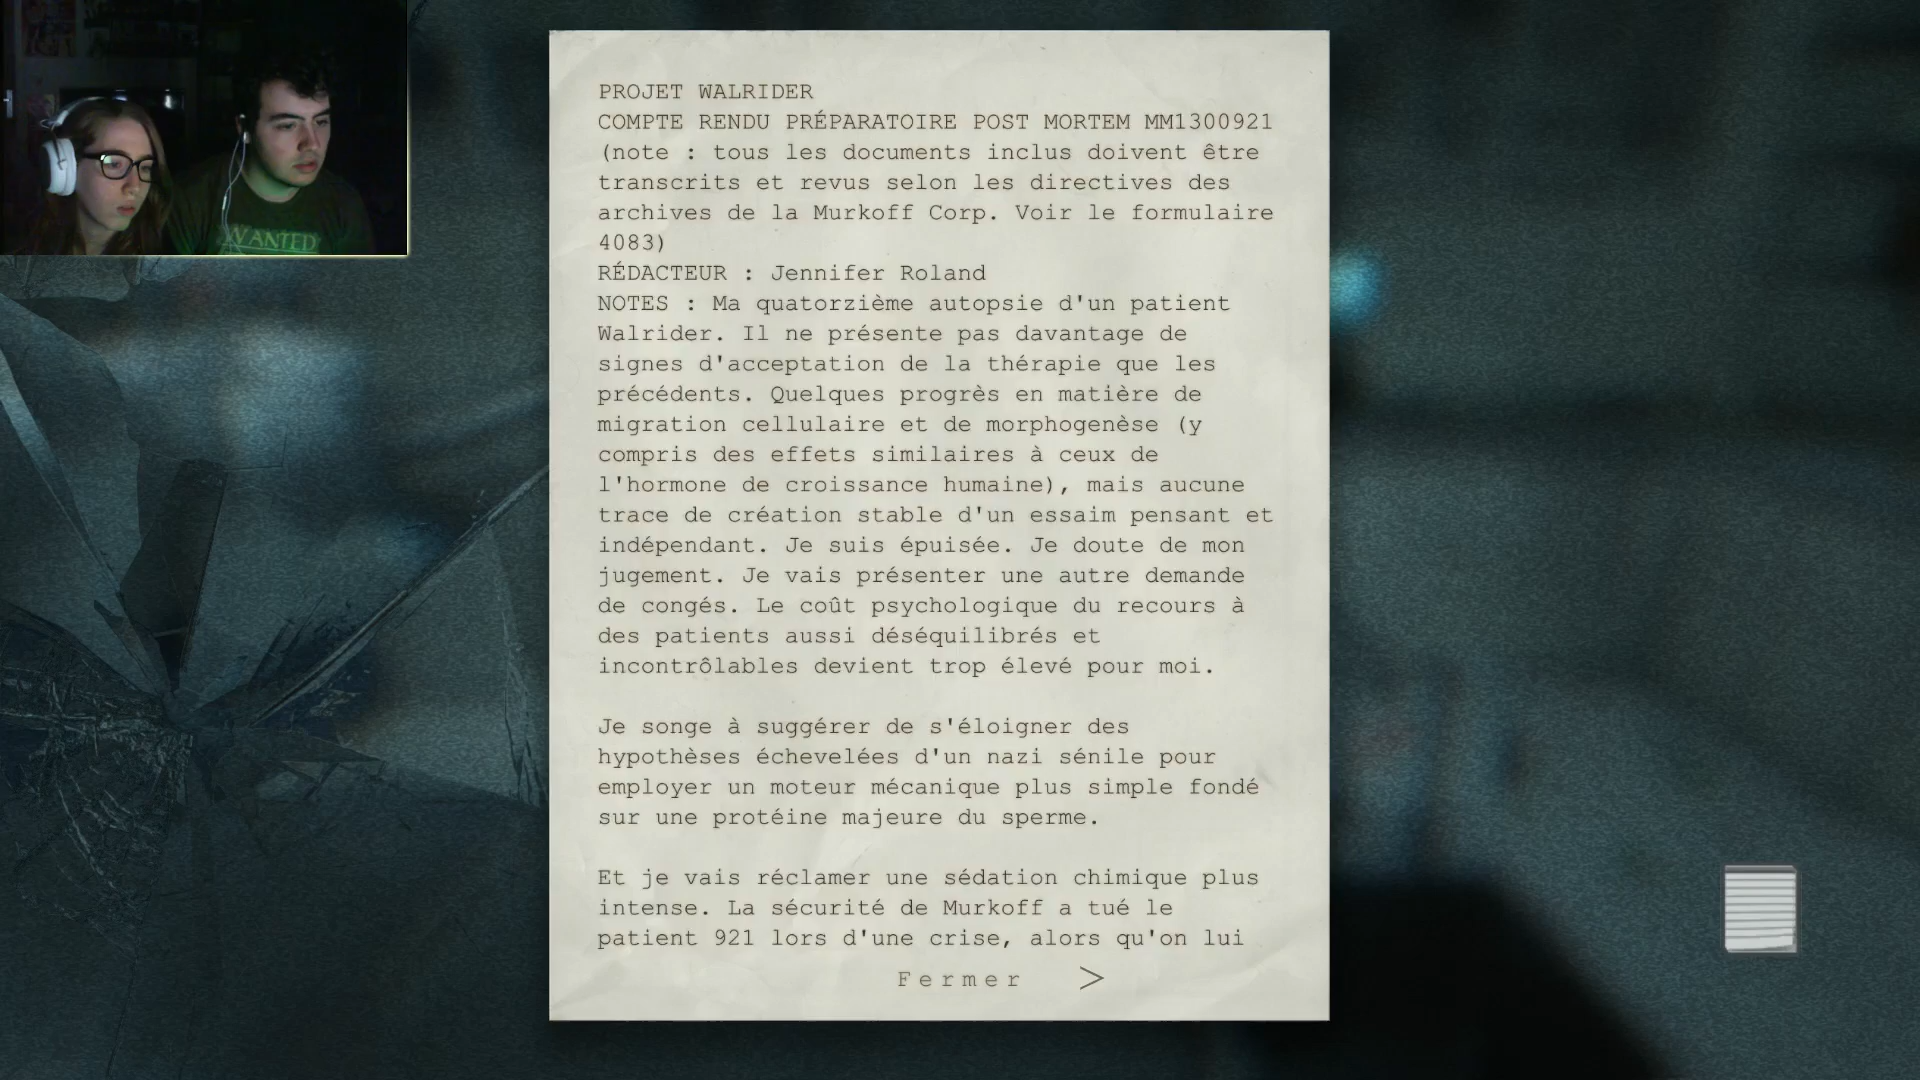 WANTED
PROJET WALRIDER
COMPTE RENDU PRÉPARATOIRE POST MORTEM MM1300921
(note : tous les documents inclus doivent être
transcrits et revus selon les directives des
archives de la Murkoff Corp. Voir le formulaire
4083)
RÉDACTEUR : Jennifer Roland
NOTES : Ma quatorzième autopsie d'un patient
Walrider. Il ne présente pas davantage de
signes d'acceptation de la thérapie que les
précédents. Quelques progrès en matière de
migration cellulaire et de morphogenèse (y
compris des effets similaires à ceux de
l'hormone de croissance humaine), mais aucune
trace de création stable d'un essaim pensant et
indépendant. Je suis épuisée. Je doute de mon
jugement. Je vais présenter une autre demande
de congés. Le coût psychologique du recours à
des patients aussi déséquilibrés et
incontrôlables devient trop élevé pour moi.
Je songe à suggérer de s'éloigner des
hypothèses échevelées d'un nazi sénile pour
employer un moteur mécanique plus simple fondé
sur une protéine majeure du sperme.
Et je vais réclamer une sédation chimique plus
intense. La sécurité de Murkoff a tué le
patient 921 lors d'une crise, alors qu'on lui
Fermer >